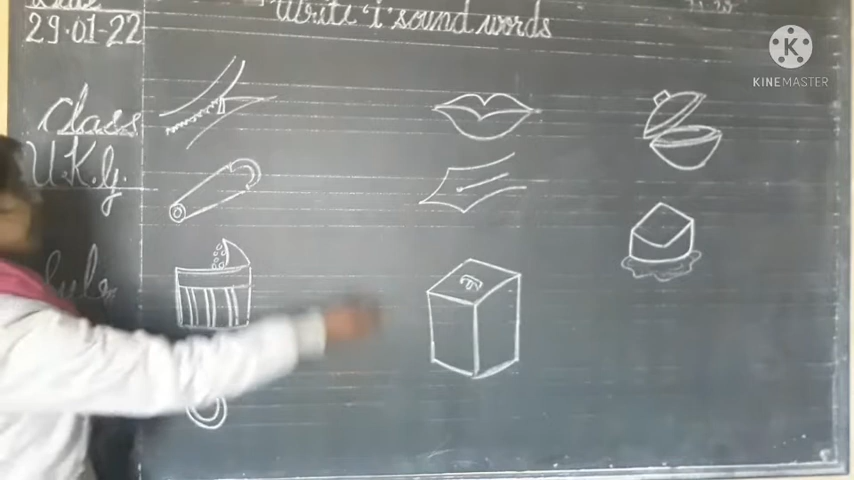 Write 'i' sound words
29-01-22
Class
U.K.G.
K
KINEMASTER